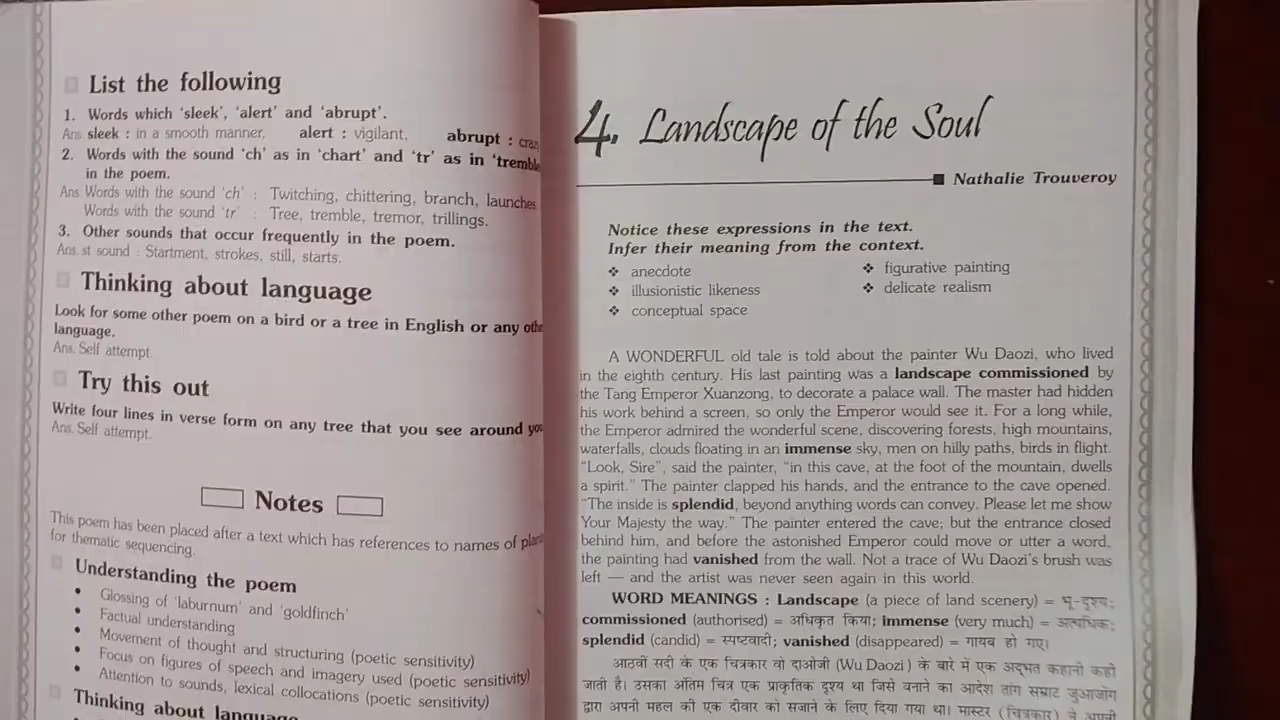 List the following
1. Words which 'sleek', 'alert' and 'abrupt'.
Ans. sleek : in a smooth manner, alert : vigilant, abrupt :
2. Words with the sound 'ch' as in 'chart' and 'tr' as in 'tremble
in the poem.
Ans. Words with the sound 'ch' : Twitching, chittering, branch, launches
Words with the sound 'tr' : Tree, tremble, tremor, trillings.
3. Other sounds that occur frequently in the poem.
Ans. st sound : Startment, strokes, still, starts.
Thinking about language
Look for some other poem on a bird or a tree in English or any othe
language.
Ans. Self attempt.
Try this out
Write four lines in verse form on any tree that you see around you
Ans. Self attempt.
Notes
This poem has been placed after a text which has references to names of plant
for thematic sequencing.
Understanding the poem
• Glossing of 'laburnum' and 'goldfinch'
• Factual understanding
• Movement of thought and structuring (poetic sensitivity)
• Focus on figures of speech and imagery used (poetic sensitivity)
• Attention to sounds, lexical collocations (poetic sensitivity)
Thinking about language
4. Landscape of the Soul
Nathalie Trouveroy
Notice these expressions in the text.
Infer their meaning from the context.
❖ anecdote ❖ figurative painting
❖ illusionistic likeness ❖ delicate realism
❖ conceptual space
A WONDERFUL old tale is told about the painter Wu Daozi, who lived
in the eighth century. His last painting was a landscape commissioned by
the Tang Emperor Xuanzong, to decorate a palace wall. The master had hidden
his work behind a screen, so only the Emperor would see it. For a long while,
the Emperor admired the wonderful scene, discovering forests, high mountains,
waterfalls, clouds floating in an immense sky, men on hilly paths, birds in flight.
"Look, Sire", said the painter, "in this cave, at the foot of the mountain, dwells
a spirit." The painter clapped his hands, and the entrance to the cave opened.
"The inside is splendid, beyond anything words can convey. Please let me show
Your Majesty the way." The painter entered the cave; but the entrance closed
behind him, and before the astonished Emperor could move or utter a word,
the painting had vanished from the wall. Not a trace of Wu Daozi's brush was
left — and the artist was never seen again in this world.
WORD MEANINGS : Landscape (a piece of land scenery) = भू-दृश्य;
commissioned (authorised) = अधिकृत किया; immense (very much) = अत्यधिक;
splendid (candid) = स्पष्टवादी; vanished (disappeared) = गायब हो गए।
आठवीं सदी के एक चित्रकार वो दाओजी (Wu Daozi) के बारे में एक अद्भुत कहानी कही
जाती है। उसका अंतिम चित्र एक प्राकृतिक दृश्य था जिसे बनाने का आदेश तांग सम्राट जुआजोंग
द्वारा अपनी महल की एक दीवार को सजाने के लिए दिया गया था। मास्टर (चित्रकार) ने अपनी